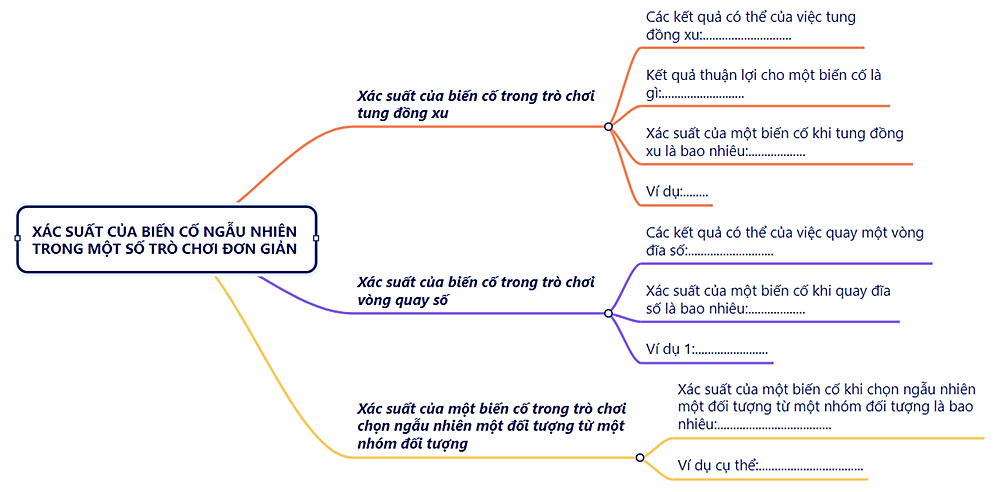 XÁC SUẤT CỦA BIẾN CỐ NGẪU NHIÊN
TRONG MỘT SỐ TRÒ CHƠI ĐƠN GIẢN
Xác suất của biến cố trong trò chơi
tung đồng xu
Các kết quả có thể của việc tung
đồng xu:............................
Kết quả thuận lợi cho một biến cố là
gì:..........................
Xác suất của một biến cố khi tung đồng
xu là bao nhiêu:..................
Ví dụ:........
Xác suất của biến cố trong trò chơi
vòng quay số
Các kết quả có thể của việc quay một vòng
đĩa số:...........................
Xác suất của một biến cố khi quay đĩa
số là bao nhiêu:..................
Ví dụ 1:.......................
Xác suất của một biến cố trong trò chơi
chọn ngẫu nhiên một đối tượng từ một
nhóm đối tượng
Xác suất của một biến cố khi chọn ngẫu nhiên
một đối tượng từ một nhóm đối tượng là bao
nhiêu:....................................
Ví dụ cụ thể:.................................